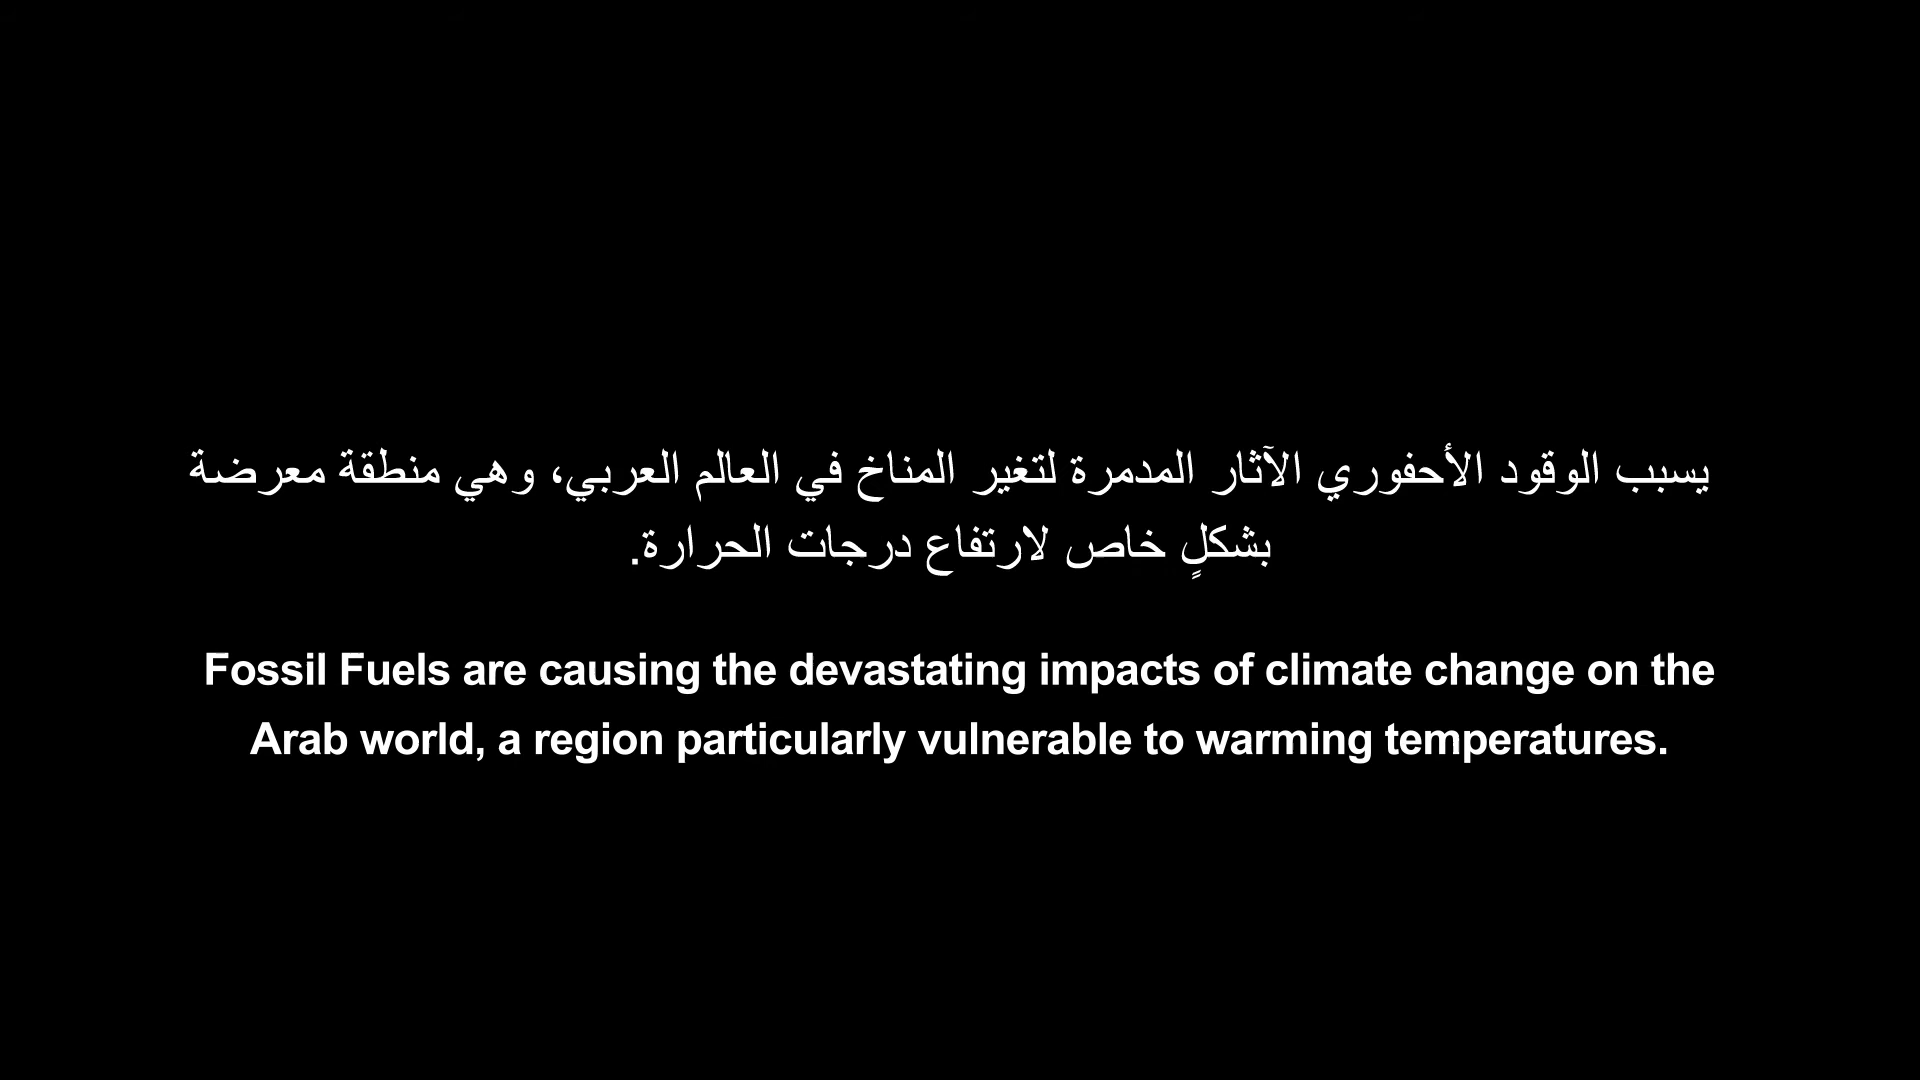 يسبب الوقود الأحفوري الآثار المدمرة لتغير المناخ في العالم العربي، وهي منطقة معرضة
بشكلٍ خاص لارتفاع درجات الحرارة.
Fossil Fuels are causing the devastating impacts of climate change on the
Arab world, a region particularly vulnerable to warming temperatures.